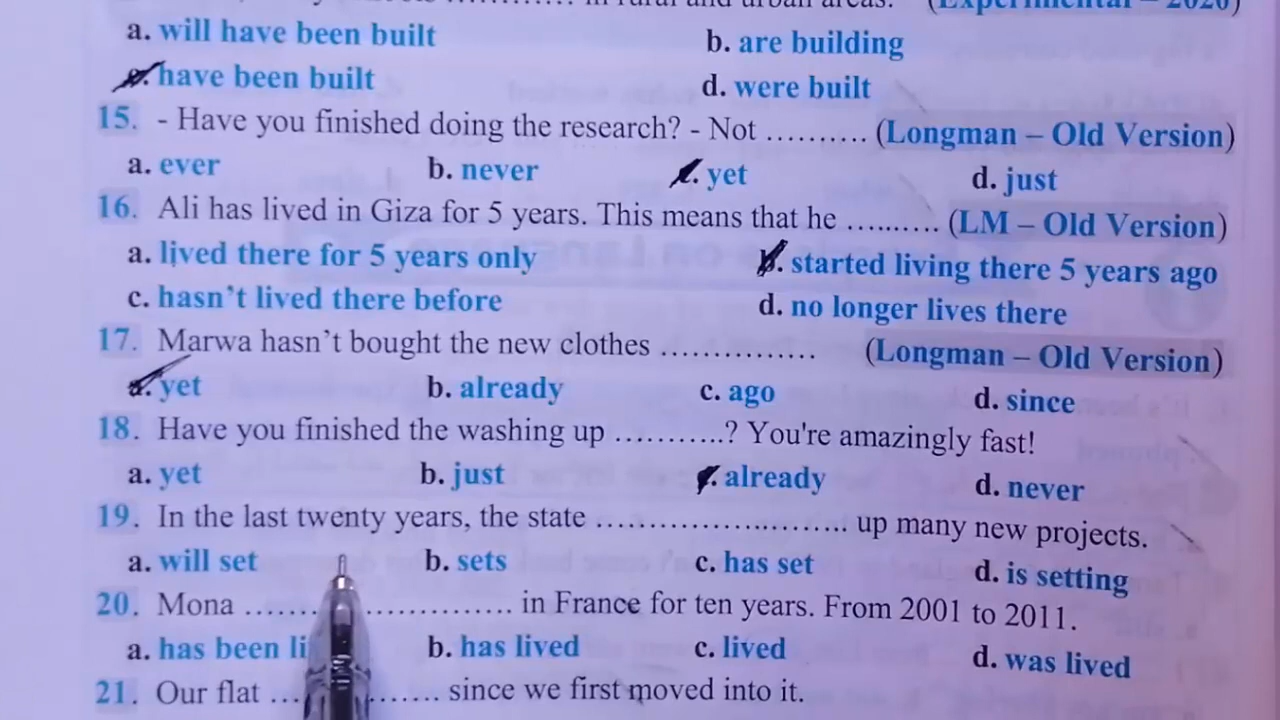 in rural and urban areas. (Experimental – 2020)
a. will have been built b. are building
c. have been built d. were built
15. - Have you finished doing the research? - Not .......... (Longman – Old Version)
a. ever b. never c. yet d. just
16. Ali has lived in Giza for 5 years. This means that he .......... (LM – Old Version)
a. lived there for 5 years only b. started living there 5 years ago
c. hasn't lived there before d. no longer lives there
17. Marwa hasn't bought the new clothes .............. (Longman – Old Version)
a. yet b. already c. ago d. since
18. Have you finished the washing up ...........? You're amazingly fast!
a. yet b. just c. already d. never
19. In the last twenty years, the state .......................... up many new projects.
a. will set b. sets c. has set d. is setting
20. Mona ............................ in France for ten years. From 2001 to 2011.
a. has been li b. has lived c. lived d. was lived
21. Our flat .................. since we first moved into it.